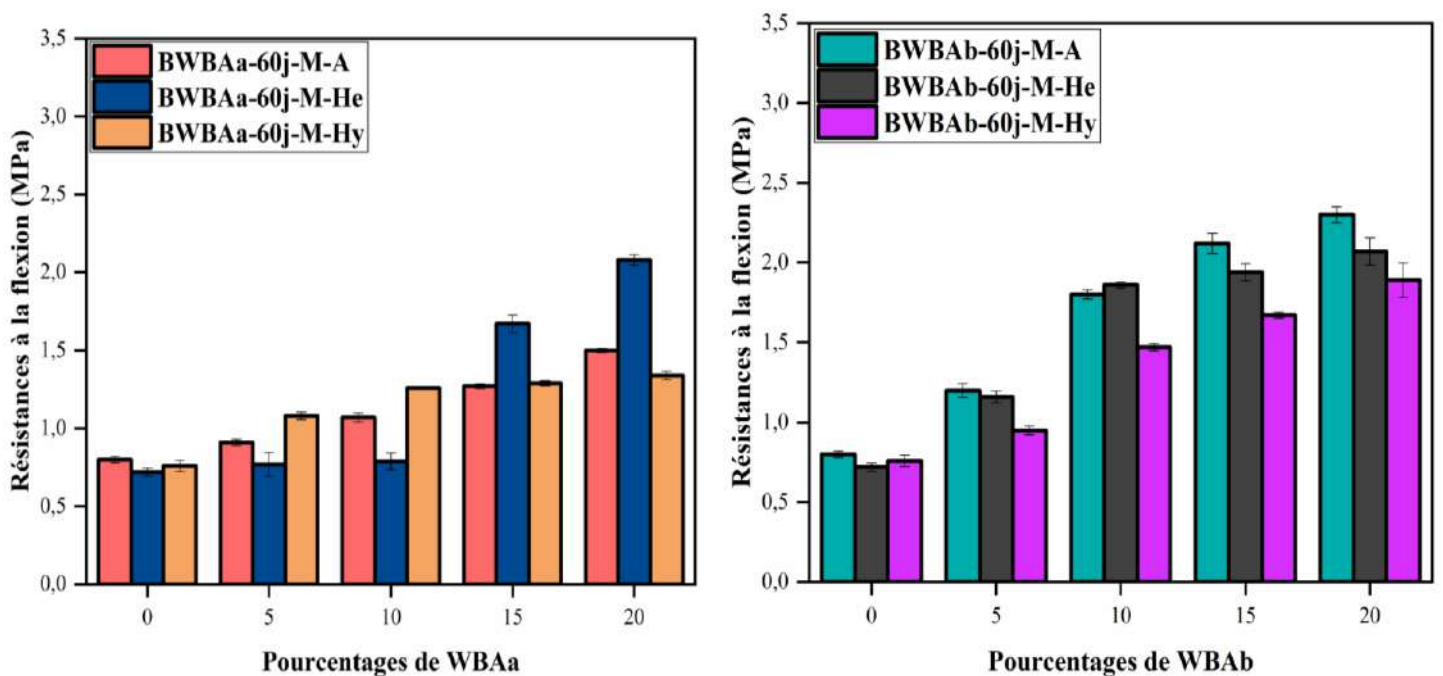 Résistances à la flexion (MPa)
3,5
3,0
2,5
2,0
1,5
1,0
0,5
0,0
BWBAa-60j-M-A
BWBAa-60j-M-He
BWBAa-60j-M-Hy
0 5 10 15 20
Pourcentages de WBAa
Résistances à la flexion (MPa)
3,5
3,0
2,5
2,0
1,5
1,0
0,5
0,0
BWBAb-60j-M-A
BWBAb-60j-M-He
BWBAb-60j-M-Hy
0 5 10 15 20
Pourcentages de WBAb